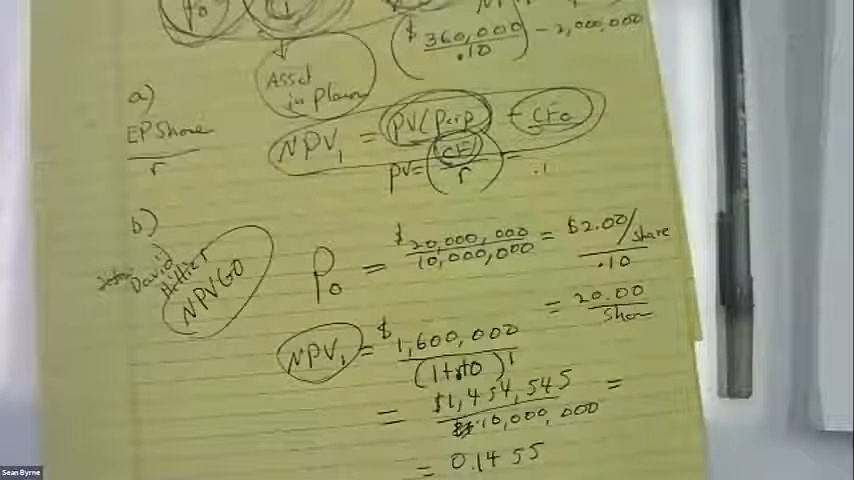 P0
($360,000 / .10) - 2,000,000
Asset
in place
a)
EPShare / r
NPV1 = PV(perp - CF0
PV = (CF / r) = .1
b)
David
Hillier
NPVGO
P0 = $20,000,000 / 10,000,000 = $2.00/share / .10
= 20.00 / share
NPV1 = $1,600,000 / (1+.10)^1
= $1,454,545 / 10,000,000 =
= 0.1455
Sean Byrne